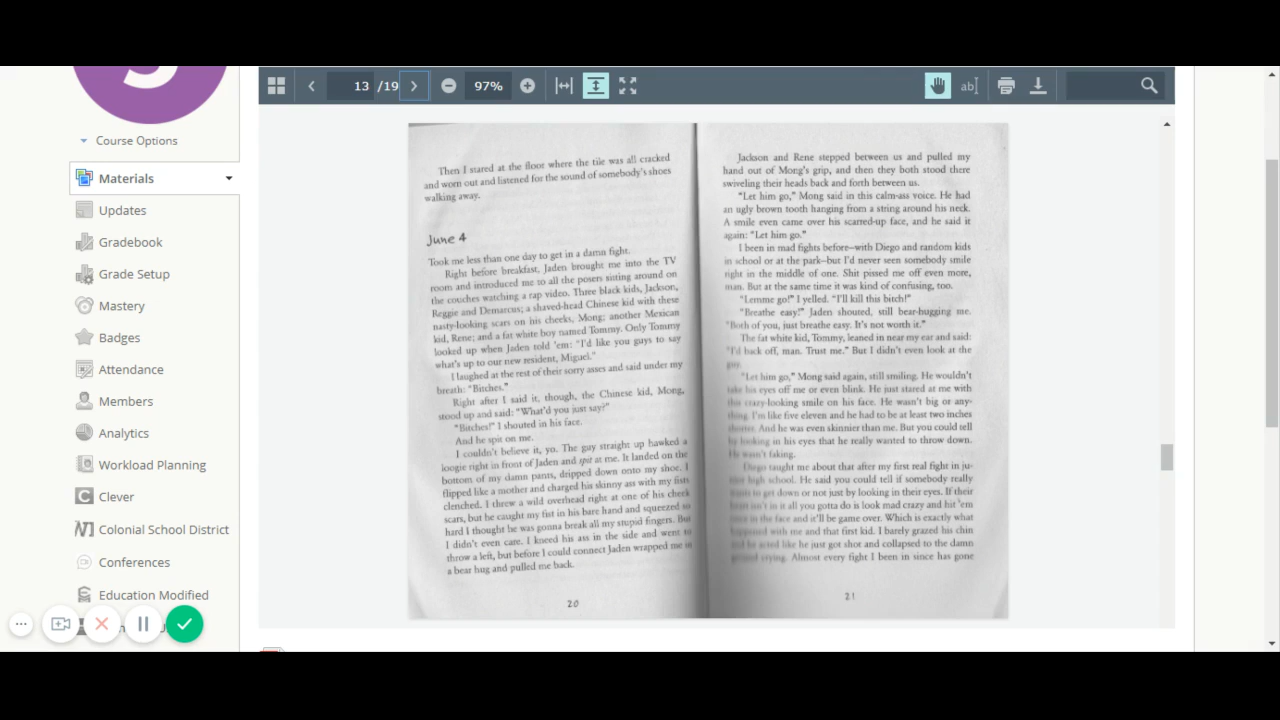 13 /19
97%
ab
Course Options
Materials
Updates
Gradebook
Grade Setup
Mastery
Badges
Attendance
Members
Analytics
Workload Planning
Clever
Colonial School District
Conferences
Education Modified
Then I stared at the floor where the tile was all cracked
and worn out and listened for the sound of somebody's shoes
walking away.
June 4
Took me less than one day to get in a damn fight.
Right before breakfast, Jaden brought me into the TV
room and introduced me to all the posers sitting around on
the couches watching a rap video. Three black kids, Jackson,
Reggie and Demarcus; a shaved-head Chinese kid with these
nasty-looking scars on his cheeks, Mong; another Mexican
kid, Rene; and a fat white boy named Tommy. Only Tommy
looked up when Jaden told 'em: "I'd like you guys to say
what's up to our new resident, Miguel."
I laughed at the rest of their sorry asses and said under my
breath: "Bitches."
Right after I said it, though, the Chinese kid, Mong,
stood up and said: "What'd you just say?"
"Bitches!" I shouted in his face.
And he spit on me.
I couldn't believe it, yo. The guy straight up hawked a
loogie right in front of Jaden and spit at me. It landed on the
bottom of my damn pants, dripped down onto my shoe. I
flipped like a mother and charged his skinny ass with my fists
clenched. I threw a wild overhead right at one of his cheek
scars, but he caught my fist in his bare hand and squeezed so
hard I thought he was gonna break all my stupid fingers. But
I didn't even care. I kneed his ass in the side and went to
throw a left, but before I could connect Jaden wrapped me in
a bear hug and pulled me back.
20
Jackson and Rene stepped between us and pulled my
hand out of Mong's grip, and then they both stood there
swiveling their heads back and forth between us.
"Let him go," Mong said in this calm-ass voice. He had
an ugly brown tooth hanging from a string around his neck.
A smile even came over his scarred-up face, and he said it
again: "Let him go."
I been in mad fights before—with Diego and random kids
in school or at the park—but I'd never seen somebody smile
right in the middle of one. Shit pissed me off even more,
man. But at the same time it was kind of confusing, too.
"Lemme go!" I yelled. "I'll kill this bitch!"
"Breathe easy!" Jaden shouted, still bear-hugging me.
"Both of you, just breathe easy. It's not worth it."
The fat white kid, Tommy, leaned in near my ear and said:
"I'd back off, man. Trust me." But I didn't even look at the
guy.
"Let him go," Mong said again, still smiling. He wouldn't
take his eyes off me or even blink. He just stared at me with
this crazy-looking smile on his face. He wasn't big or any-
thing. I'm like five eleven and he had to be at least two inches
shorter. And he was even skinnier than me. But you could tell
by looking in his eyes that he really wanted to throw down.
He wasn't faking.
Diego taught me about that after my first real fight in ju-
high school. He said you could tell if somebody really
to get down or not just by looking in their eyes. If their
isn't in it all you gotta do is look mad crazy and hit 'em
in the face and it'll be game over. Which is exactly what
happened with me and that first kid. I barely grazed his chin
and he acted like he just got shot and collapsed to the damn
ground crying. Almost every fight I been in since has gone
21